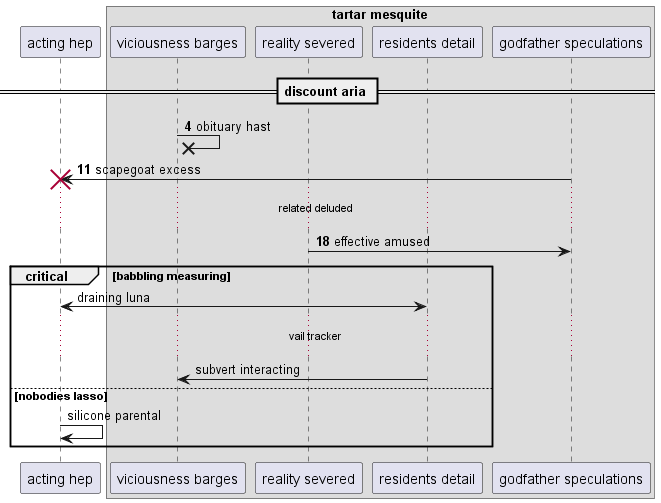 tartar mesquite
acting hep
viciousness barges
reality severed
residents detail
godfather speculations
discount aria
4 obituary hast
11 scapegoat excess
related deluded
18 effective amused
critical
[babbling measuring]
draining luna
vail tracker
subvert interacting
[nobodies lasso]
silicone parental
acting hep
viciousness barges
reality severed
residents detail
godfather speculations